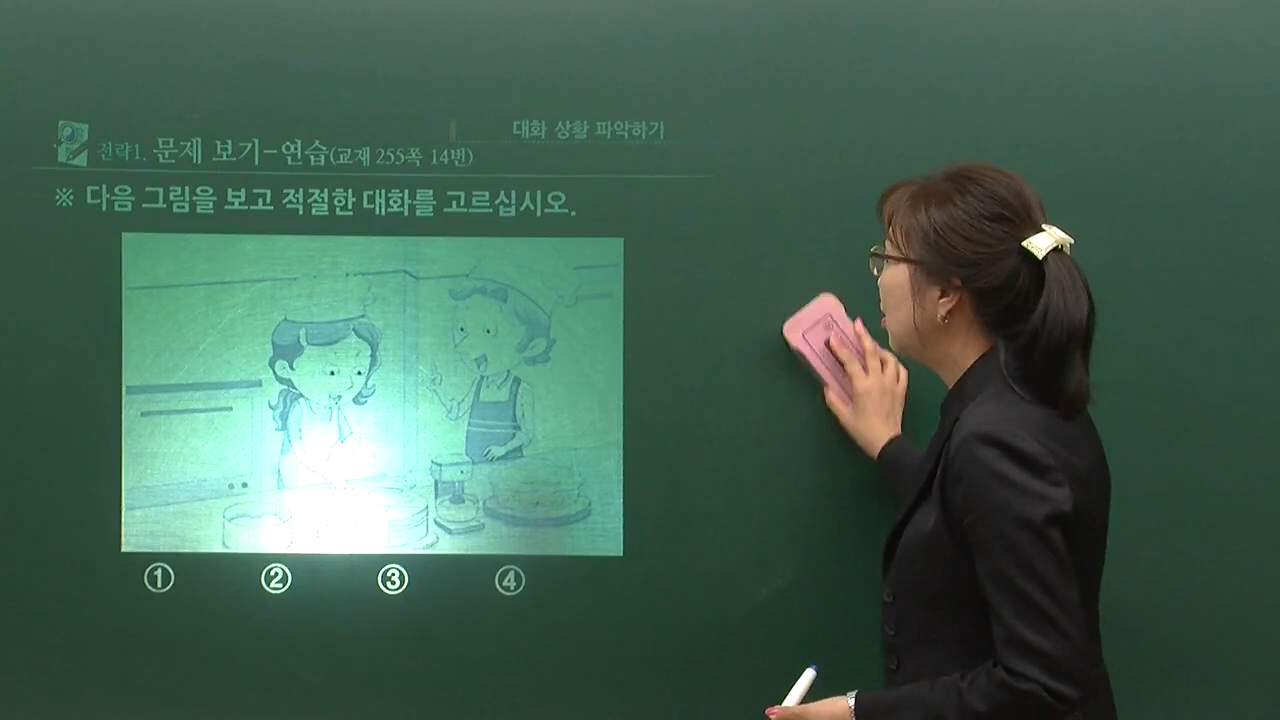 대화 상황 파악하기
전략1. 문제 보기-연습(교재 255쪽 14번)
※ 다음 그림을 보고 적절한 대화를 고르십시오.
① ② ③ ④